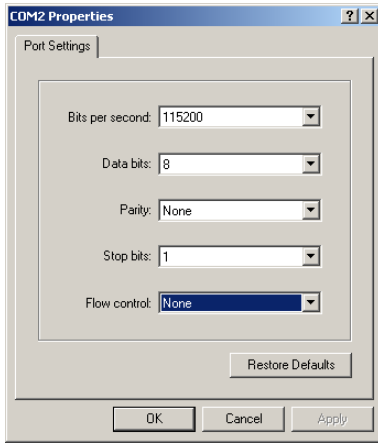 COM2 Properties
Port Settings
Bits per second: 115200
Data bits: 8
Parity: None
Stop bits: 1
Flow control: None
Restore Defaults
OK Cancel Apply